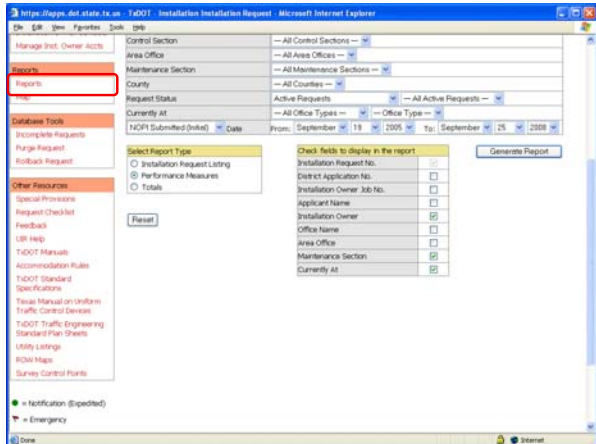 https://apps.dot.state.tx.us - TxDOT - Installation Installation Request - Microsoft Internet Explorer
File Edit View Favorites Tools Help
Manage Inst. Owner Accts
Reports
Reports
Map
Database Tools
Incomplete Requests
Purge Request
Rollback Request
Other Resources
Special Provisions
Request Checklist
Feedback
UIR Help
TxDOT Manuals
Accommodation Rules
TxDOT Standard
Specifications
Texas Manual on Uniform
Traffic Control Devices
TxDOT Traffic Engineering
Standard Plan Sheets
Utility Listings
ROW Maps
Survey Control Points
= Notification (Expedited)
= Emergency
Control Section -- All Control Sections --
Area Office -- All Area Offices --
Maintenance Section -- All Maintenance Sections --
County -- All Counties --
Request Status Active Requests -- All Active Requests --
Currently At -- All Office Types -- -- Office Type --
NOPI Submitted (Initial) Date From: September 19 2005 To: September 25 2008
Select Report Type
Installation Request Listing
Performance Measures
Totals
Reset
Check fields to display in the report
Installation Request No.
District Application No.
Installation Owner Job No.
Applicant Name
Installation Owner
Office Name
Area Office
Maintenance Section
Currently At
Generate Report
Done Internet